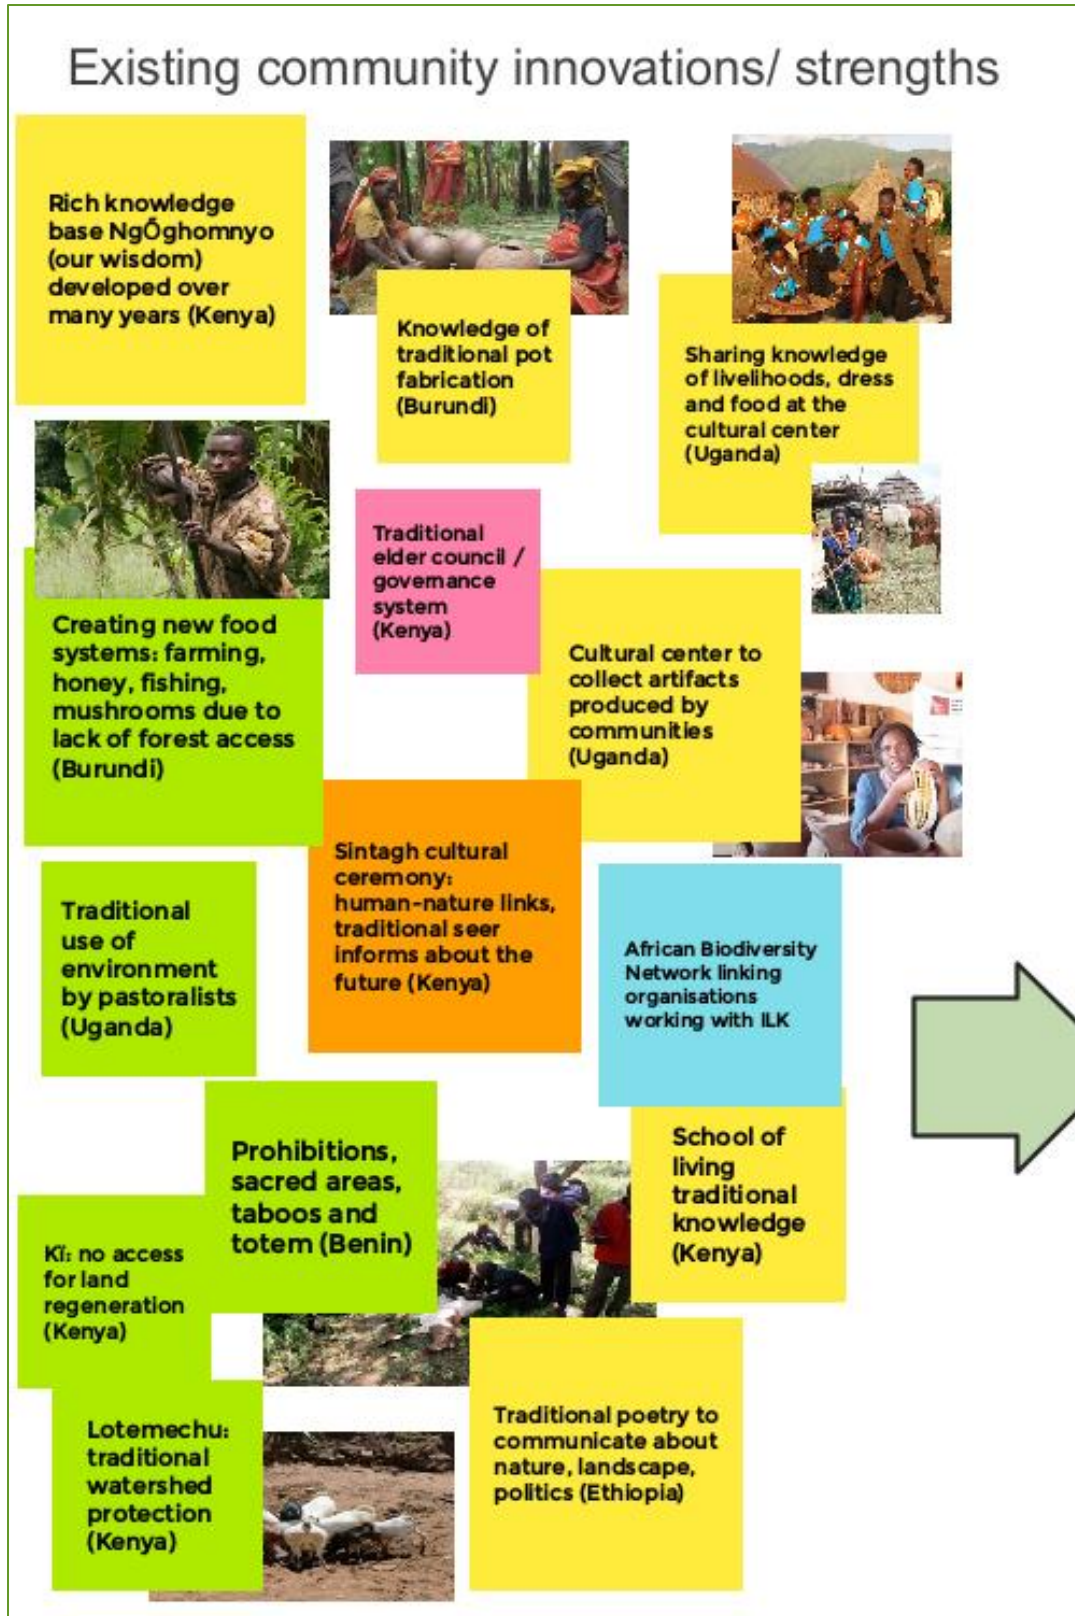 Existing community innovations/ strengths
Rich knowledge
base NgŐghomnyo
(our wisdom)
developed over
many years (Kenya)
Knowledge of
traditional pot
fabrication
(Burundi)
Sharing knowledge
of livelihoods, dress
and food at the
cultural center
(Uganda)
Traditional
elder council /
governance
system
(Kenya)
Creating new food
systems: farming,
honey, fishing,
mushrooms due to
lack of forest access
(Burundi)
Cultural center to
collect artifacts
produced by
communities
(Uganda)
Sintagh cultural
ceremony:
human-nature links,
traditional seer
informs about the
future (Kenya)
Traditional
use of
environment
by pastoralists
(Uganda)
African Biodiversity
Network linking
organisations
working with ILK
Prohibitions,
sacred areas,
taboos and
totem (Benin)
School of
living
traditional
knowledge
(Kenya)
Kĭ: no access
for land
regeneration
(Kenya)
Lotemechu:
traditional
watershed
protection
(Kenya)
Traditional poetry to
communicate about
nature, landscape,
politics (Ethiopia)